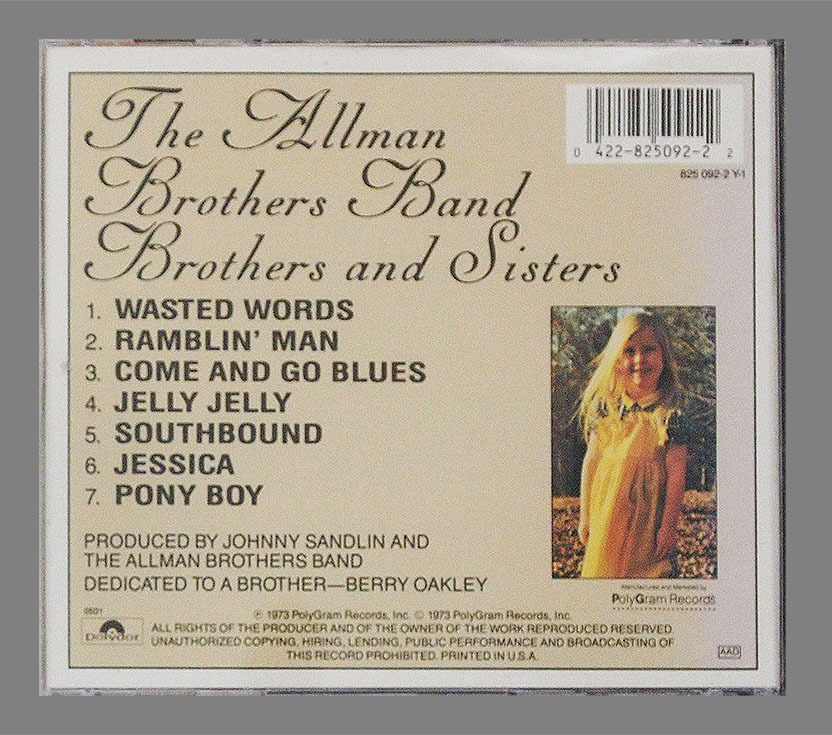 The Allman
Brothers Band
Brothers and Sisters
0 422-825092-2 2
825 092-2 Y-1
1. WASTED WORDS
2. RAMBLIN' MAN
3. COME AND GO BLUES
4. JELLY JELLY
5. SOUTHBOUND
6. JESSICA
7. PONY BOY
PRODUCED BY JOHNNY SANDLIN AND
THE ALLMAN BROTHERS BAND
DEDICATED TO A BROTHER—BERRY OAKLEY
Manufactured and Marketed by
PolyGram Records
℗ 1973 PolyGram Records, Inc. © 1973 PolyGram Records, Inc.
Polydor
ALL RIGHTS OF THE PRODUCER AND OF THE OWNER OF THE WORK REPRODUCED RESERVED.
UNAUTHORIZED COPYING, HIRING, LENDING, PUBLIC PERFORMANCE AND BROADCASTING OF
THIS RECORD PROHIBITED. PRINTED IN U.S.A.
AAD